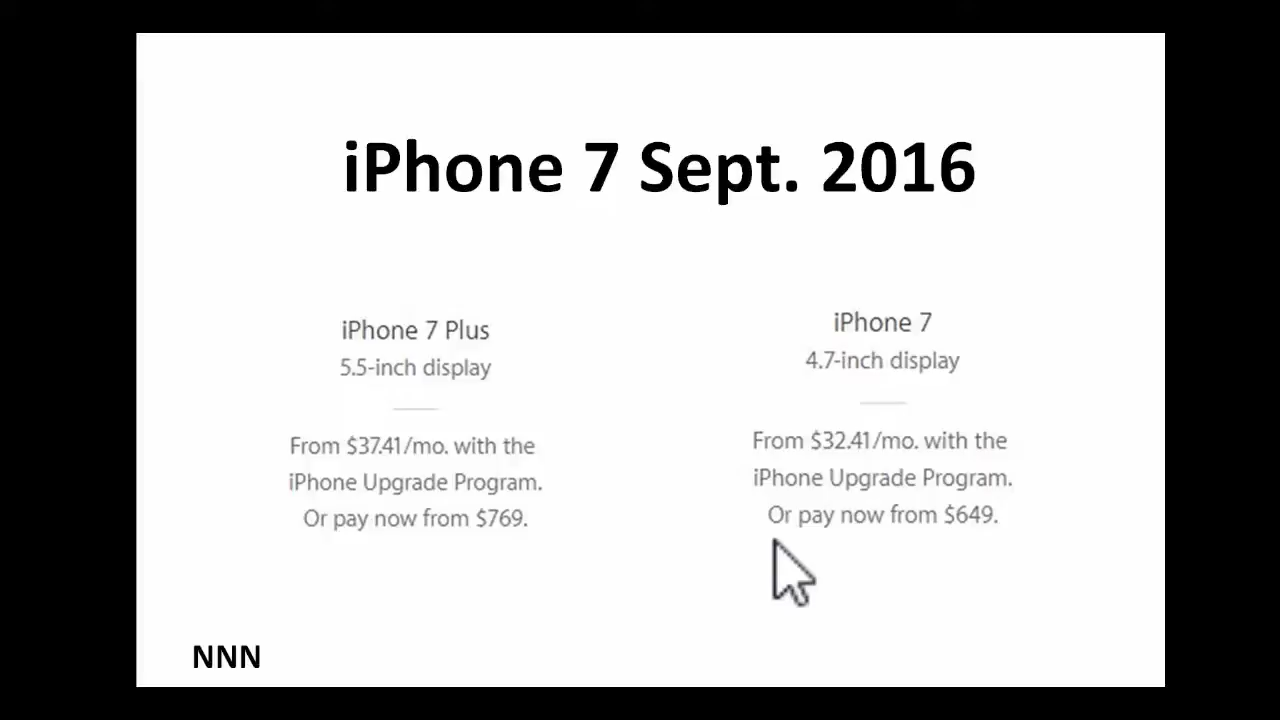 iPhone 7 Sept. 2016
iPhone 7 Plus
5.5-inch display
From $37.41/mo. with the
iPhone Upgrade Program.
Or pay now from $769.
iPhone 7
4.7-inch display
From $32.41/mo. with the
iPhone Upgrade Program.
Or pay now from $649.
NNN